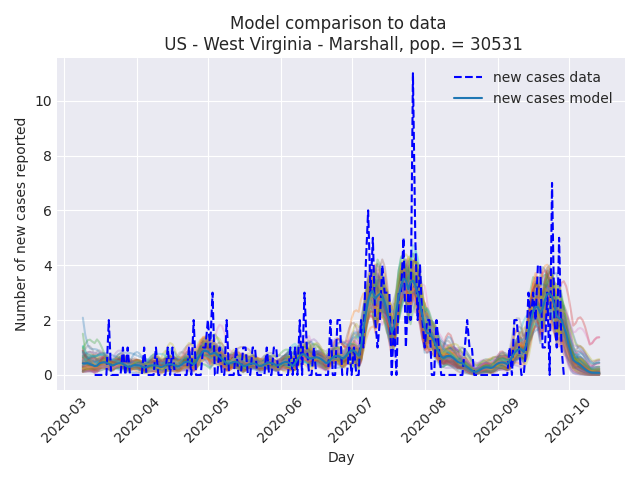 Model comparison to data
US - West Virginia - Marshall, pop. = 30531
new cases data
new cases model
Number of new cases reported
10
8
6
4
2
0
2020-03
2020-04
2020-05
2020-06
2020-07
2020-08
2020-09
2020-10
Day